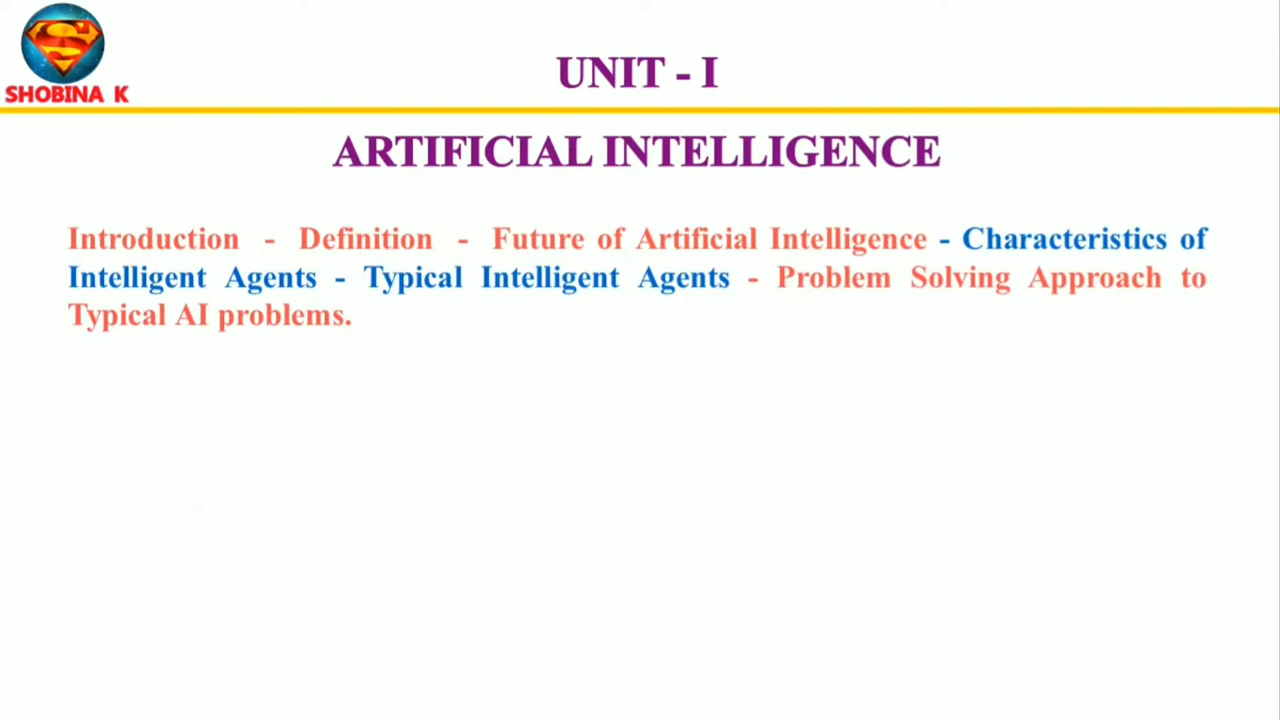 SHOBINA K
UNIT - I
ARTIFICIAL INTELLIGENCE
Introduction - Definition - Future of Artificial Intelligence - Characteristics of
Intelligent Agents - Typical Intelligent Agents - Problem Solving Approach to
Typical AI problems.